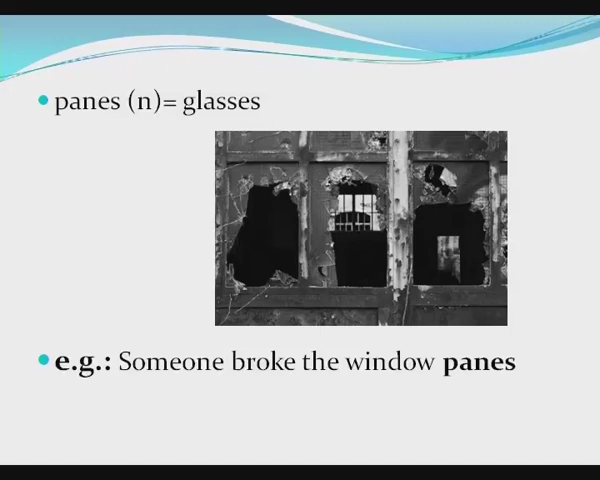 panes (n)= glasses
e.g.: Someone broke the window panes